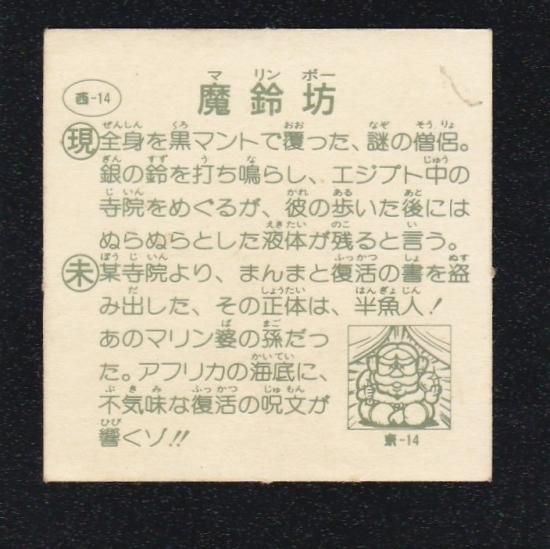 西-14
マリンボー
魔鈴坊
現 全身を黒マントで覆った、謎の僧侶。
銀の鈴を打ち鳴らし、エジプト中の
寺院をめぐるが、彼の歩いた後には
ぬらぬらとした液体が残ると言う。
未 某寺院より、まんまと復活の書を盗
み出した、その正体は、半魚人！
あのマリン婆の孫だっ
た。アフリカの海底に、
不気味な復活の呪文が
響くゾ!!
東-14